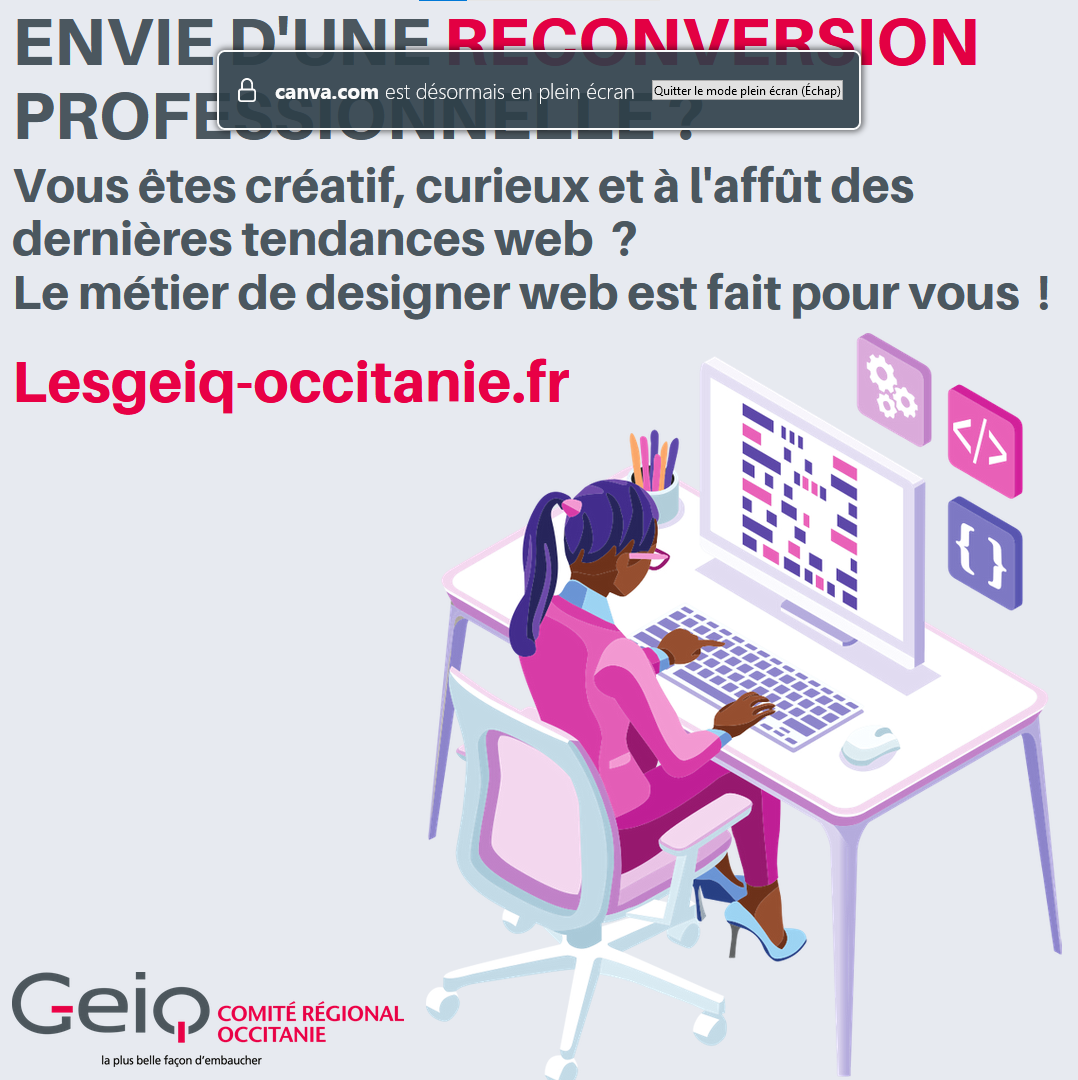 ENVIE D'UNE RECONVERSION
canva.com est désormais en plein écran Quitter le mode plein écran (Échap)
PROFESSIONNELLE ?
Vous êtes créatif, curieux et à l'affût des
dernières tendances web ?
Le métier de designer web est fait pour vous !
Lesgeiq-occitanie.fr
</>
{}
Geiq COMITÉ RÉGIONAL
OCCITANIE
la plus belle façon d'embaucher